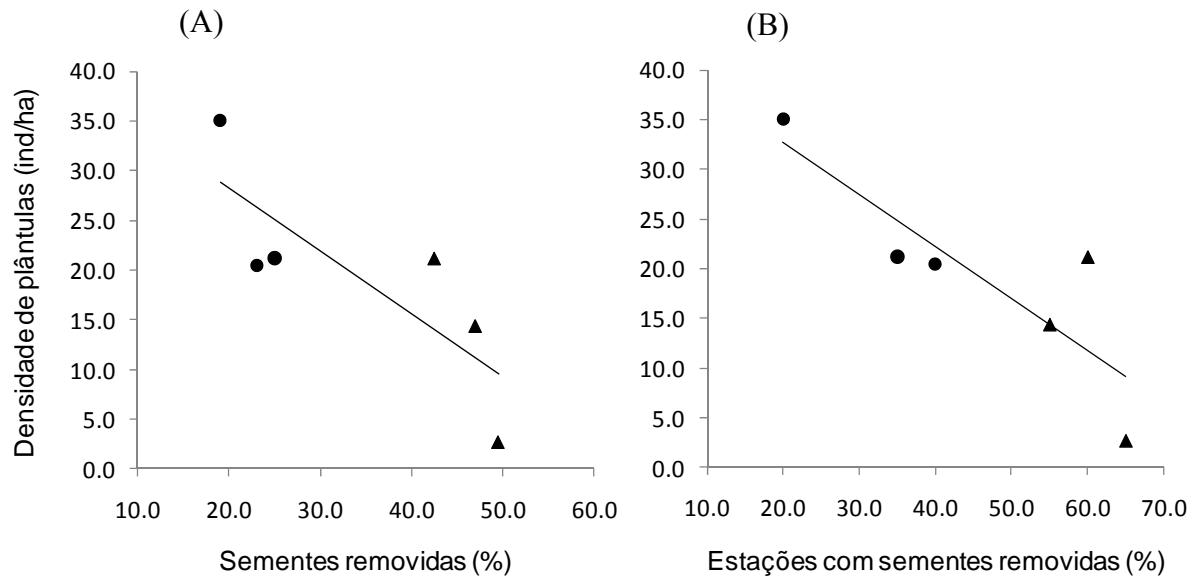 (A)
(B)
Densidade de plântulas (ind/ha)
40.0
35.0
30.0
25.0
20.0
15.0
10.0
5.0
0.0
10.0 20.0 30.0 40.0 50.0 60.0
Sementes removidas (%)
40.0
35.0
30.0
25.0
20.0
15.0
10.0
5.0
0.0
10.0 20.0 30.0 40.0 50.0 60.0 70.0
Estações com sementes removidas (%)